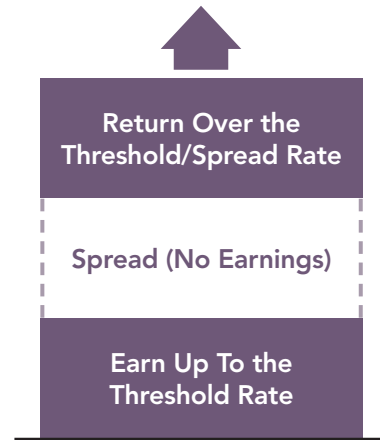 Return Over the
Threshold/Spread Rate
Spread (No Earnings)
Earn Up To the
Threshold Rate